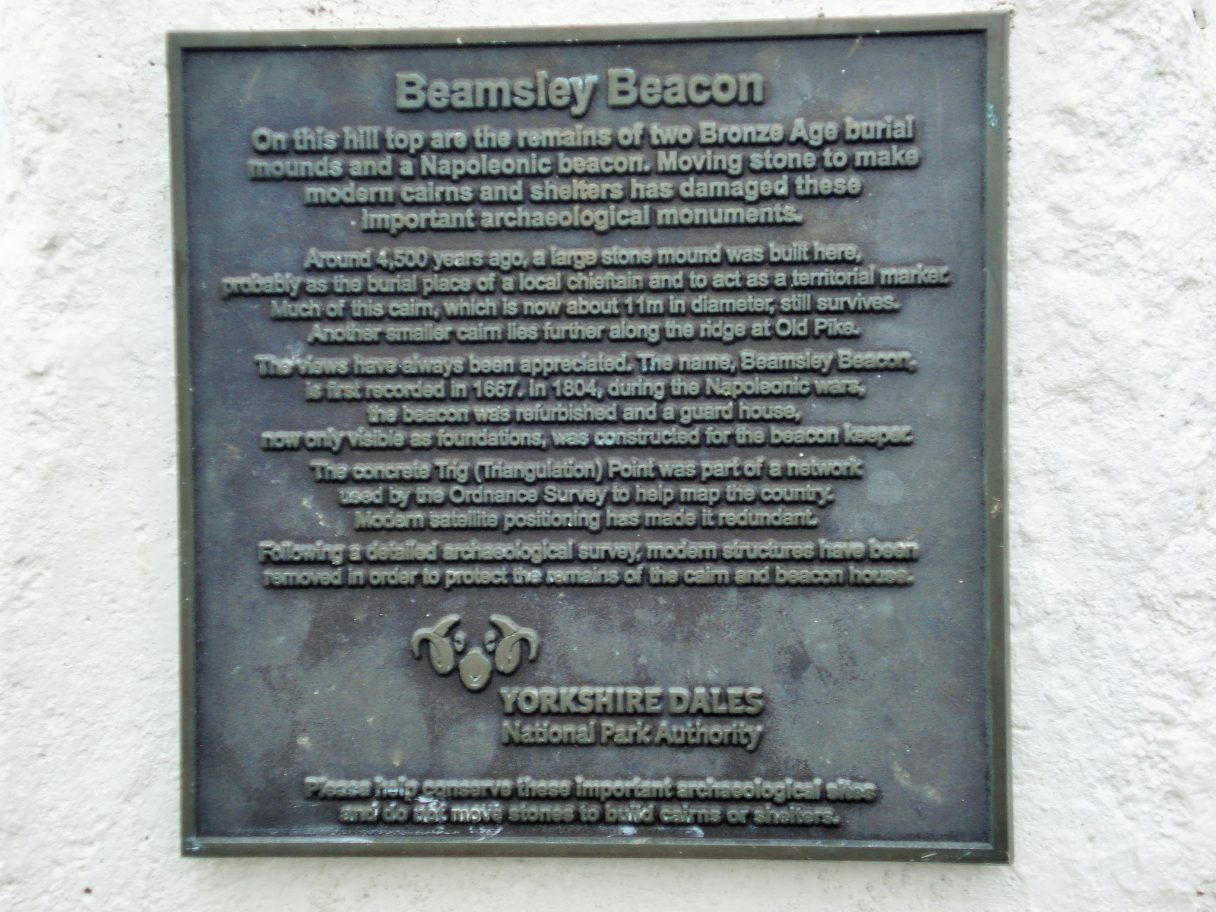 Beamsley Beacon
On this hill top are the remains of two Bronze Age burial
mounds and a Napoleonic beacon. Moving stone to make
modern cairns and shelters has damaged these
important archaeological monuments.
Around 4,500 years ago, a large stone mound was built here,
probably as the burial place of a local chieftain and to act as a territorial marker.
Much of this cairn, which is now about 11m in diameter, still survives.
Another smaller cairn lies further along the ridge at Old Pike.
The views have always been appreciated. The name, Beamsley Beacon,
is first recorded in 1667. In 1804, during the Napoleonic wars,
the beacon was refurbished and a guard house,
now only visible as foundations, was constructed for the beacon keeper.
The concrete Trig (Triangulation) Point was part of a network
used by the Ordnance Survey to help map the country.
Modern satellite positioning has made it redundant.
Following a detailed archaeological survey, modern structures have been
removed in order to protect the remains of the cairn and beacon house.
YORKSHIRE DALES
National Park Authority
Please help conserve these important archaeological sites
and do not move stones to build cairns or shelters.